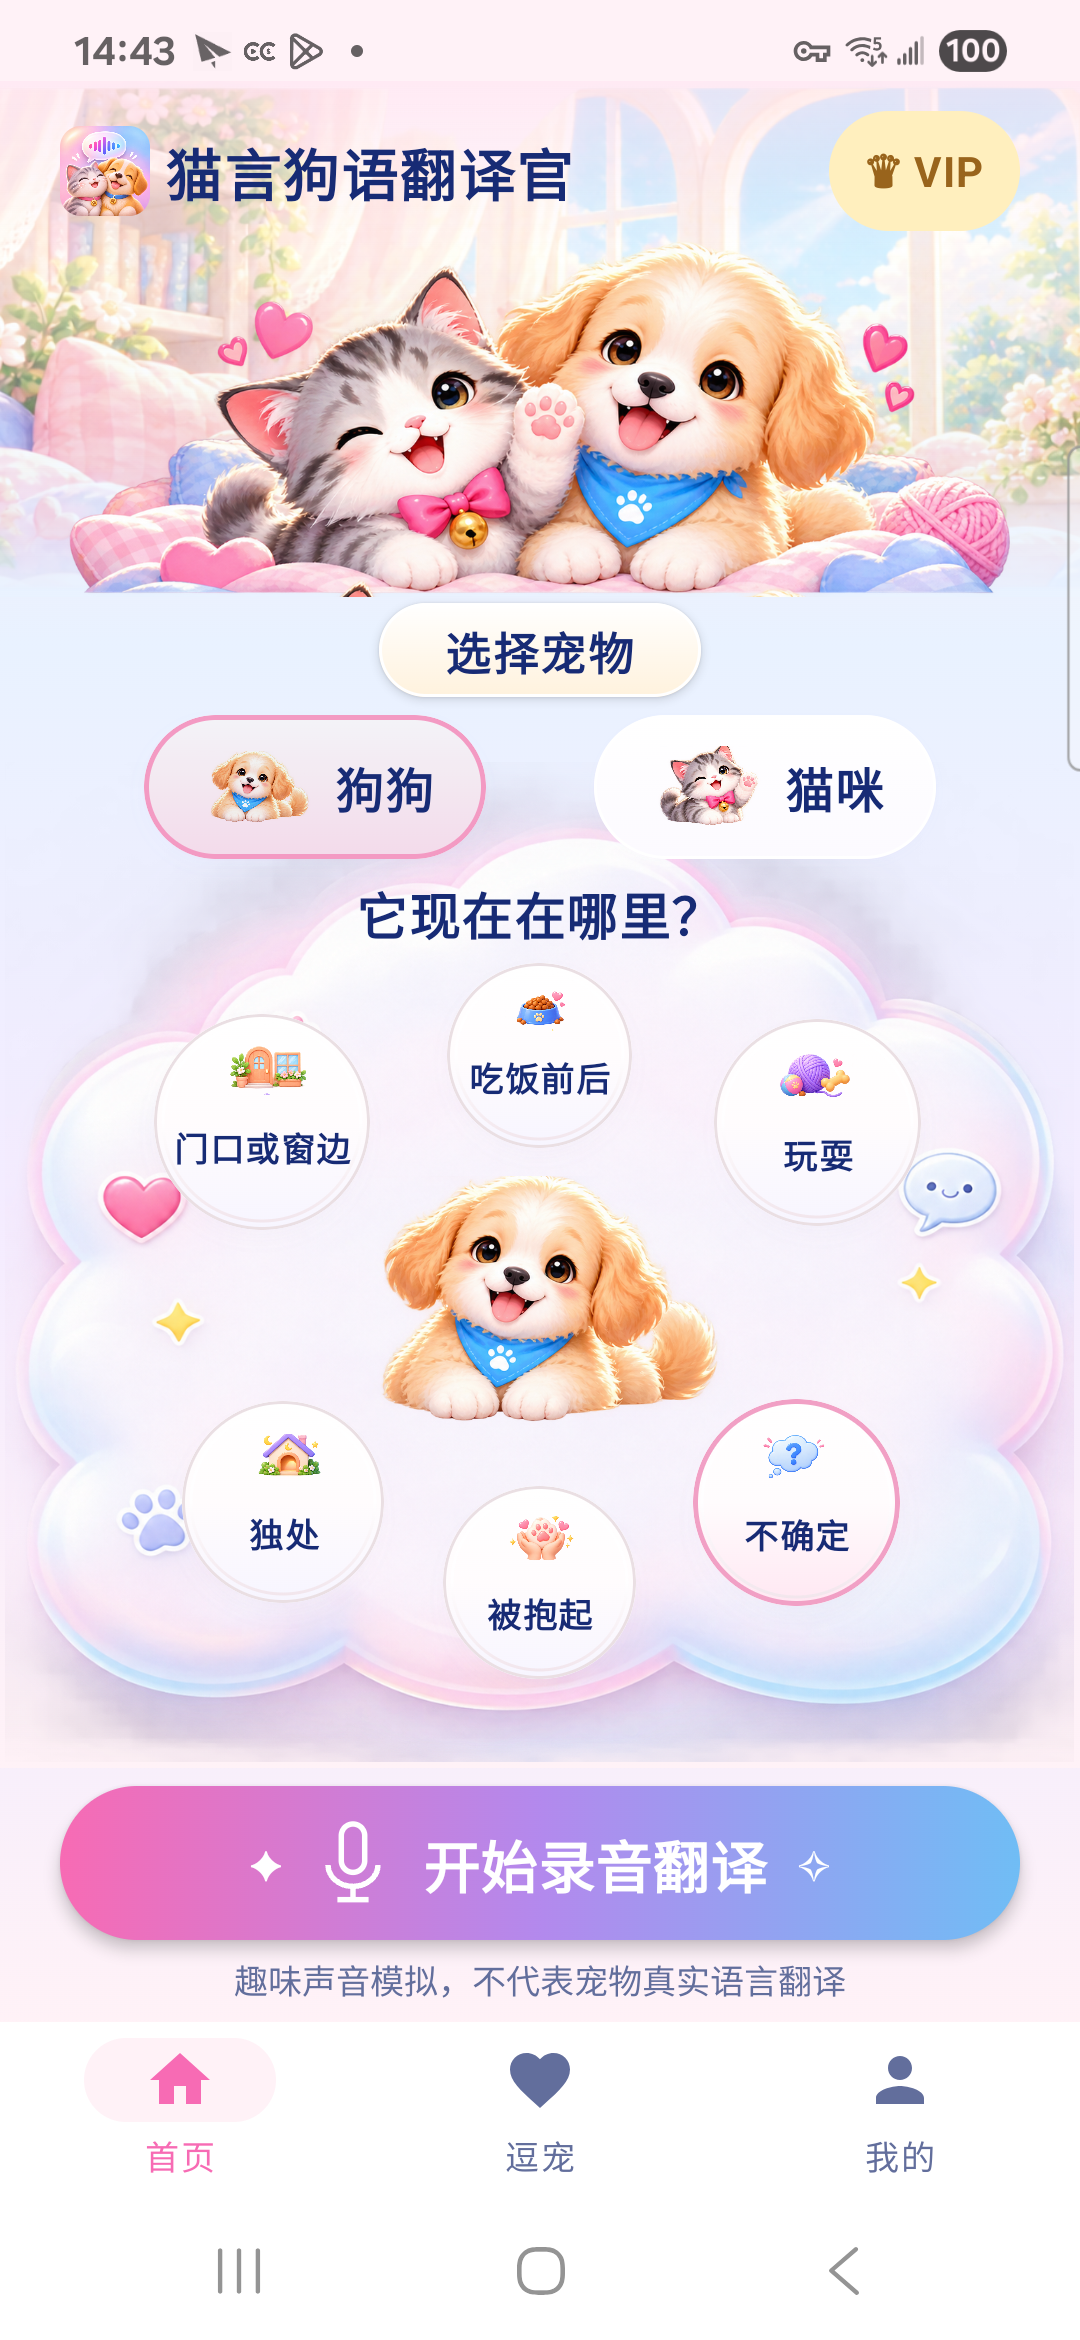 14:43
100
猫言狗语翻译官
VIP
选择宠物
狗狗
猫咪
它现在在哪里？
吃饭前后
门口或窗边
玩耍
独处
不确定
被抱起
开始录音翻译
趣味声音模拟，不代表宠物真实语言翻译
首页
逗宠
我的